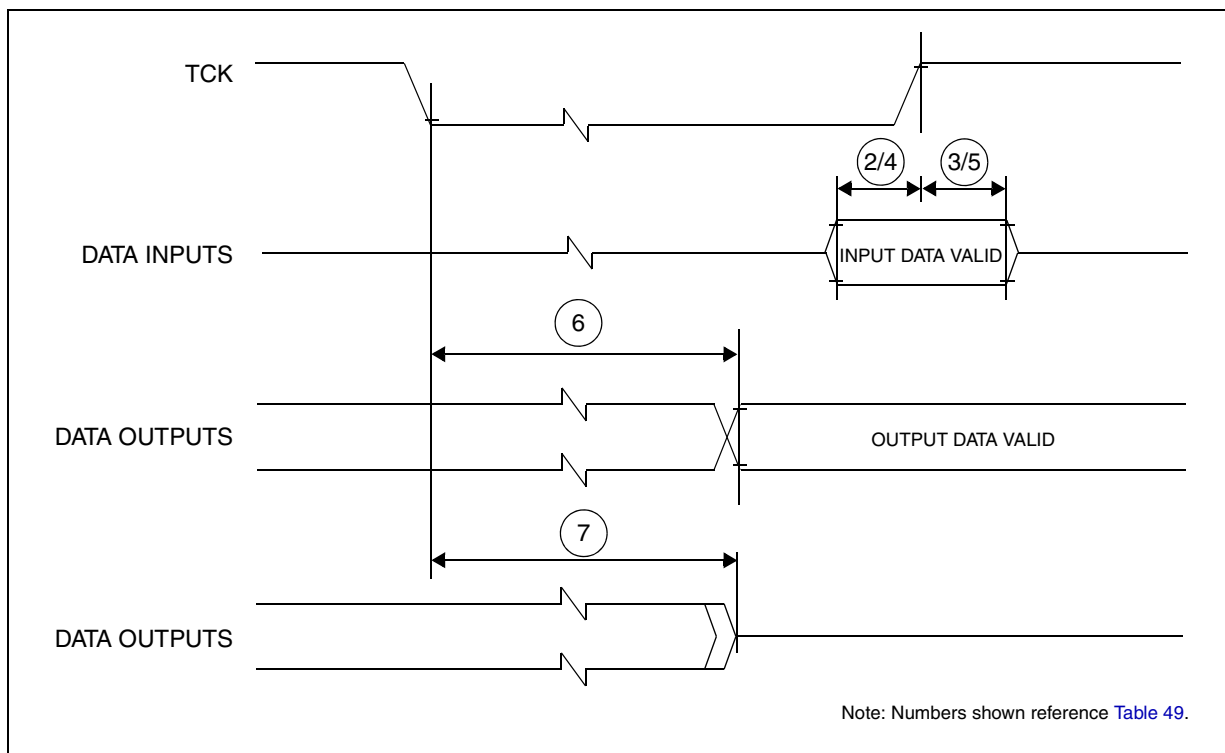 TCK
2/4
3/5
DATA INPUTS
INPUT DATA VALID
6
DATA OUTPUTS
OUTPUT DATA VALID
7
DATA OUTPUTS
Note: Numbers shown reference Table 49.